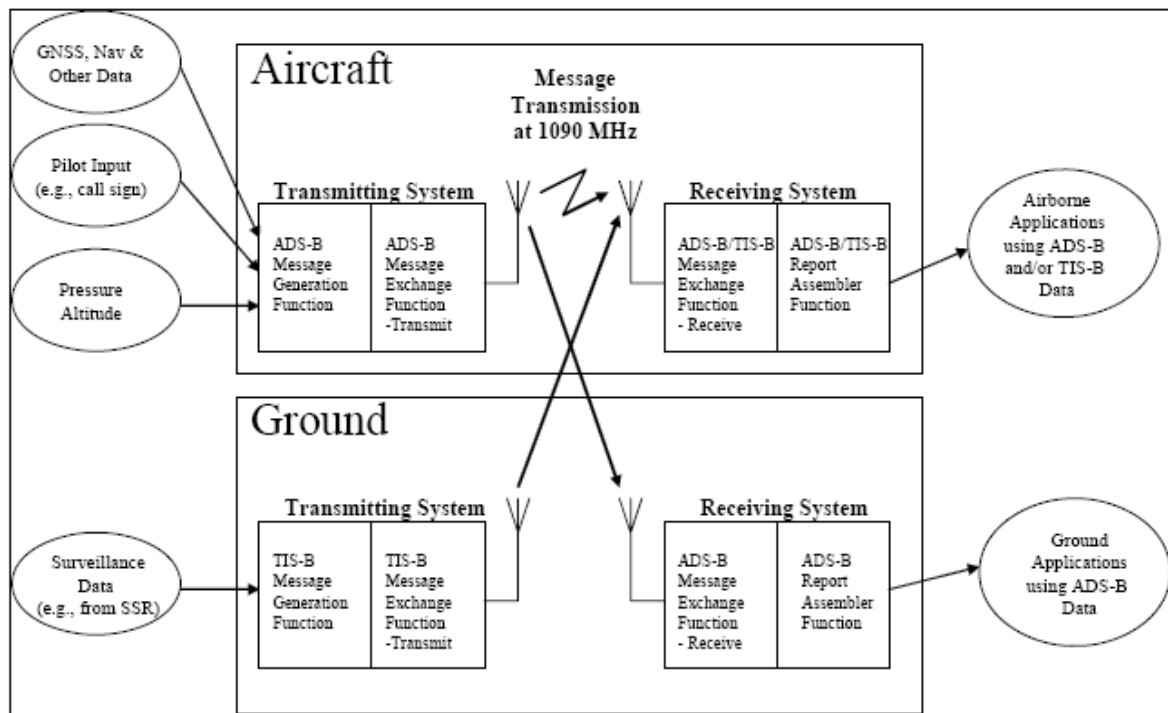 GNSS, Nav &
Other Data
Pilot Input
(e.g., call sign)
Pressure
Altitude
Aircraft
Message
Transmission
at 1090 MHz
Transmitting System
ADS-B
Message
Generation
Function
ADS-B
Message
Exchange
Function
-Transmit
Receiving System
ADS-B/TIS-B
Message
Exchange
Function
- Receive
ADS-B/TIS-B
Report
Assembler
Function
Airborne
Applications
using ADS-B
and/or TIS-B
Data
Ground
Surveillance
Data
(e.g., from SSR)
Transmitting System
TIS-B
Message
Generation
Function
TIS-B
Message
Exchange
Function
-Transmit
Receiving System
ADS-B
Message
Exchange
Function
- Receive
ADS-B
Report
Assembler
Function
Ground
Applications
using ADS-B
Data